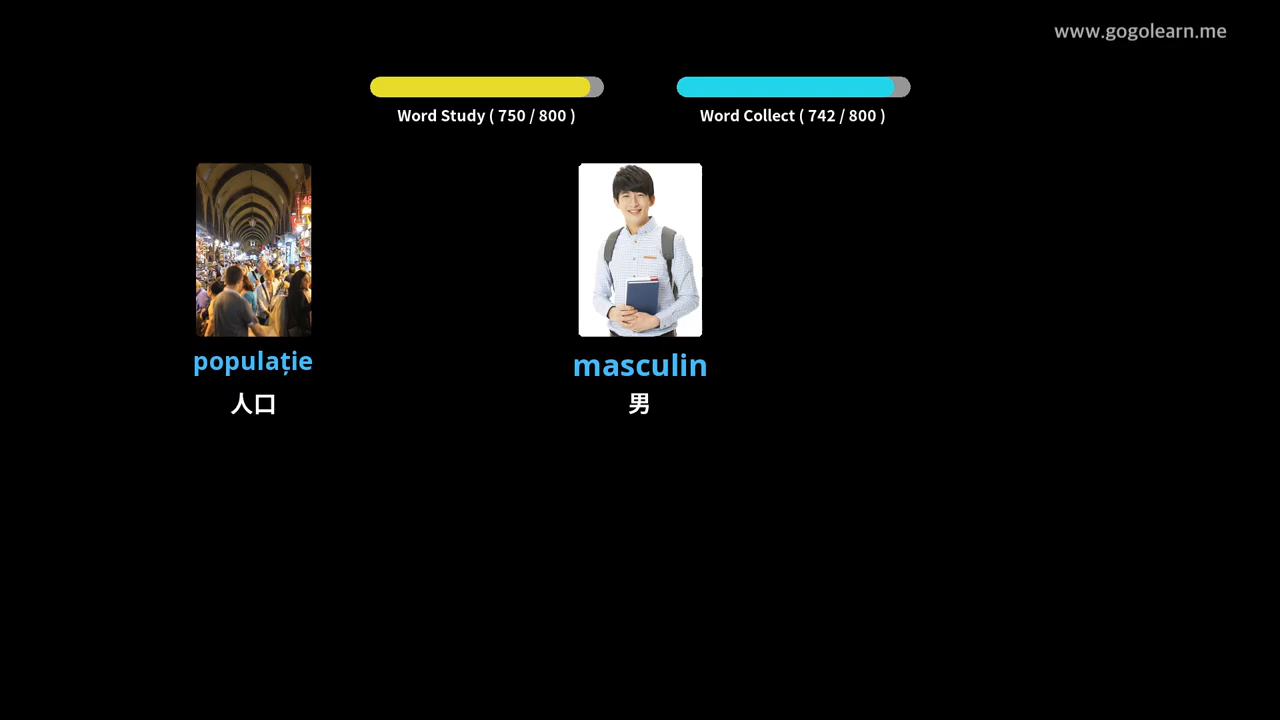 www.gogolearn.me
Word Study ( 750 / 800 )
Word Collect ( 742 / 800 )
populație
人口
masculin
男